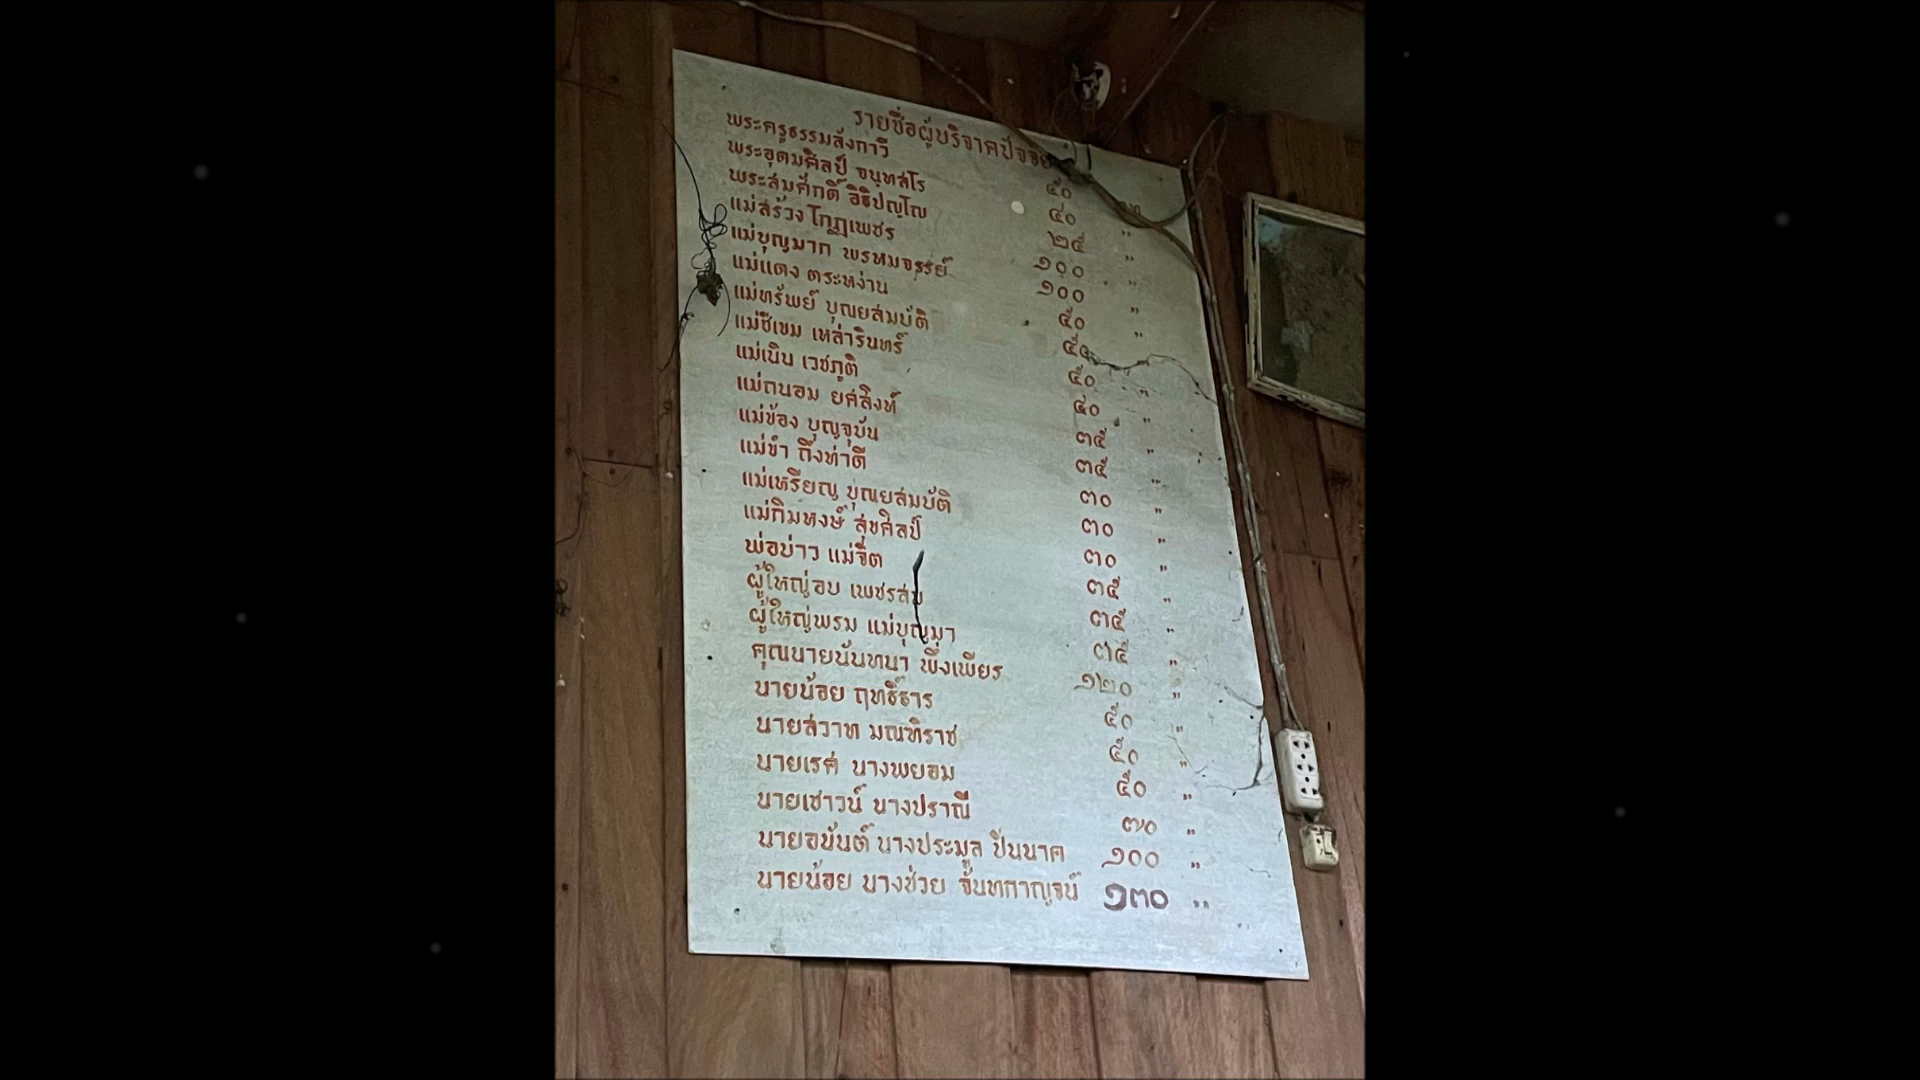 รายชื่อผู้บริจาคปัจจัย
พระครูธรรมสังกาวี ๕๐
พระอุดมศิลป์ จนฺทสโร ๔๐ "
พระสมศักดิ์ อิธิปญฺโญ ๒๕ "
แม่สร้วง โกฏเพชร ๑๐๐ "
แม่บุญมาก พรหมจรรย์ ๑๐๐ "
แม่แดง ตระหง่าน ๕๐ "
แม่ทรัพย์ บุณยสมบัติ ๕๐ "
แม่ชีเขม เหล่ารินทร์ ๕๐ "
แม่เนิน เวชภูติ ๔๐ "
แม่ถนอม ยศสิงห์ ๓๕ "
แม่ข้อง บุญจุบัน ๓๕ "
แม่ขำ ถึงท่าดี ๓๐ "
แม่เหรียญ บุณยสมบัติ ๓๐ "
แม่กิมหงษ์ สุขศิลป์ ๓๐ "
พ่อบ่าว แม่จีต ๓๕ "
ผู้ใหญ่อบ เพชรสม ๓๕ "
ผู้ใหญ่พรม แม่บุญมา ๓๕ "
คุณนายนันทนา พึ่งเพียร ๑๒๐ "
นายน้อย ฤทธิ์ธาร ๕๐ "
นายสวาท มณฑิราช ๕๐ "
นายเรศ นางพยอม ๕๐ "
นายเชาวน์ นางปราณี ๗๐ "
นายอนันต์ นางประมูล ปิ่นนาค ๑๐๐ "
นายน้อย นางช่วย จันทกาญจน์ ๑๓๐ "